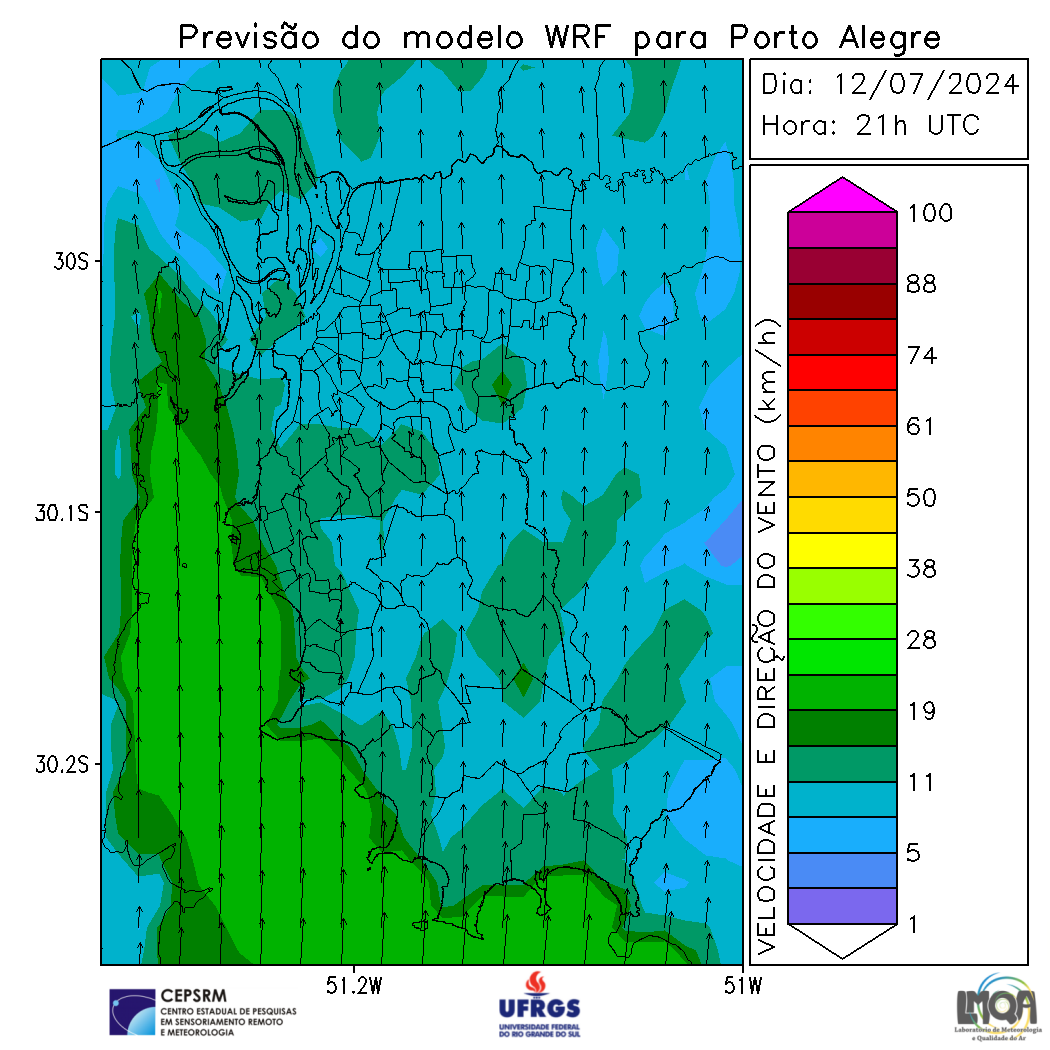 Previsão do modelo WRF para Porto Alegre
Dia: 12/07/2024
Hora: 21h UTC
30S
30.1S
30.2S
51.2W
51W
VELOCIDADE E DIREÇÃO DO VENTO (km/h)
100
88
74
61
50
38
28
19
11
5
1
CEPSRM
CENTRO ESTADUAL DE PESQUISAS
EM SENSORIAMENTO REMOTO
E METEOROLOGIA
UFRGS
UNIVERSIDADE FEDERAL
DO RIO GRANDE DO SUL
LMQA
Laboratório de Meteorologia
e Qualidade do Ar